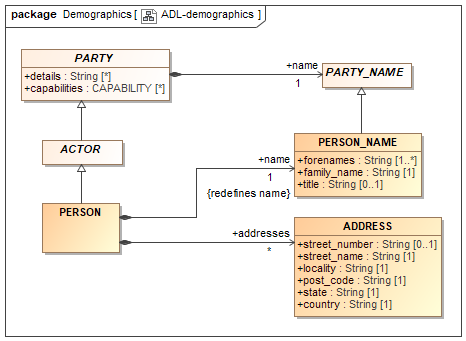 package Demographics [ ADL-demographics ]
PARTY
+details : String [*]
+capabilities : CAPABILITY [*]
+name
1
PARTY_NAME
ACTOR
PERSON_NAME
+forenames : String [1..*]
+family_name : String [1]
+title : String [0..1]
+name
1
{redefines name}
PERSON
+addresses
*
ADDRESS
+street_number : String [0..1]
+street_name : String [1]
+locality : String [1]
+post_code : String [1]
+state : String [1]
+country : String [1]